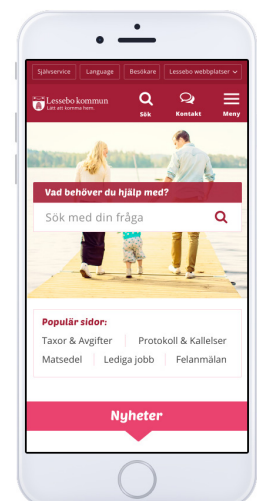 Självservice Language Besökare Lessebo webbplatser
Lessebo kommun
Lätt att komma hem.
Sök Kontakt Meny
Vad behöver du hjälp med?
Sök med din fråga
Populär sidor:
Taxor & Avgifter Protokoll & Kallelser
Matsedel Lediga jobb Felanmälan
Nyheter